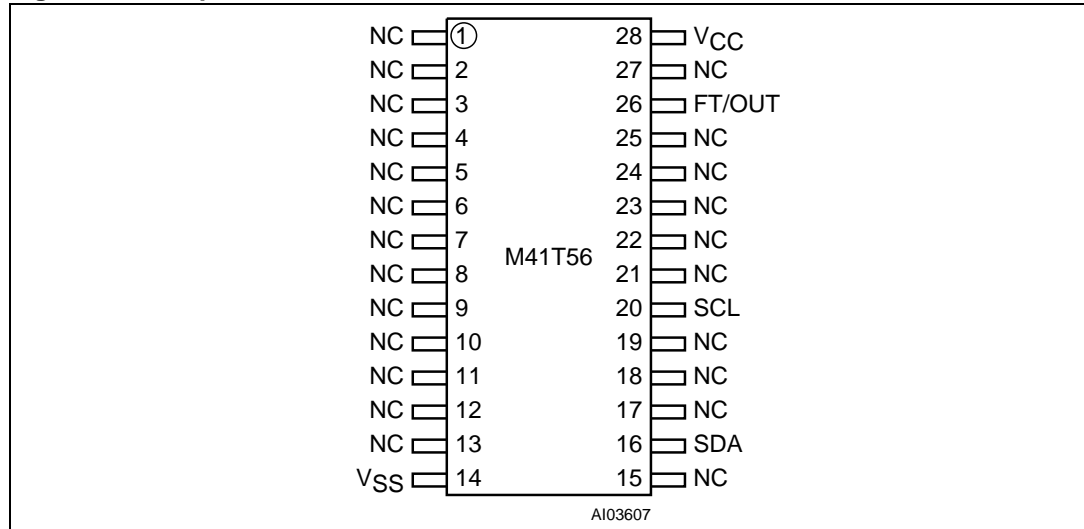 NC 1 28 VCC
NC 2 27 NC
NC 3 26 FT/OUT
NC 4 25 NC
NC 5 24 NC
NC 6 23 NC
NC 7 22 NC
M41T56
NC 8 21 NC
NC 9 20 SCL
NC 10 19 NC
NC 11 18 NC
NC 12 17 NC
NC 13 16 SDA
VSS 14 15 NC
AI03607